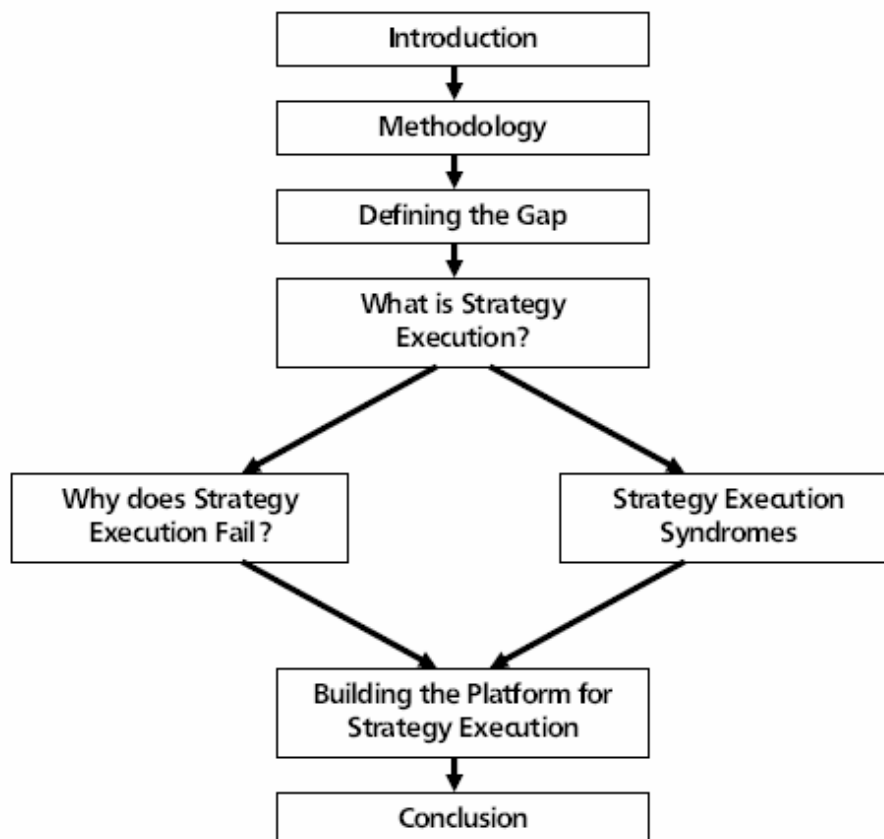 Introduction
Methodology
Defining the Gap
What is Strategy
Execution?
Why does Strategy
Execution Fail?
Strategy Execution
Syndromes
Building the Platform for
Strategy Execution
Conclusion